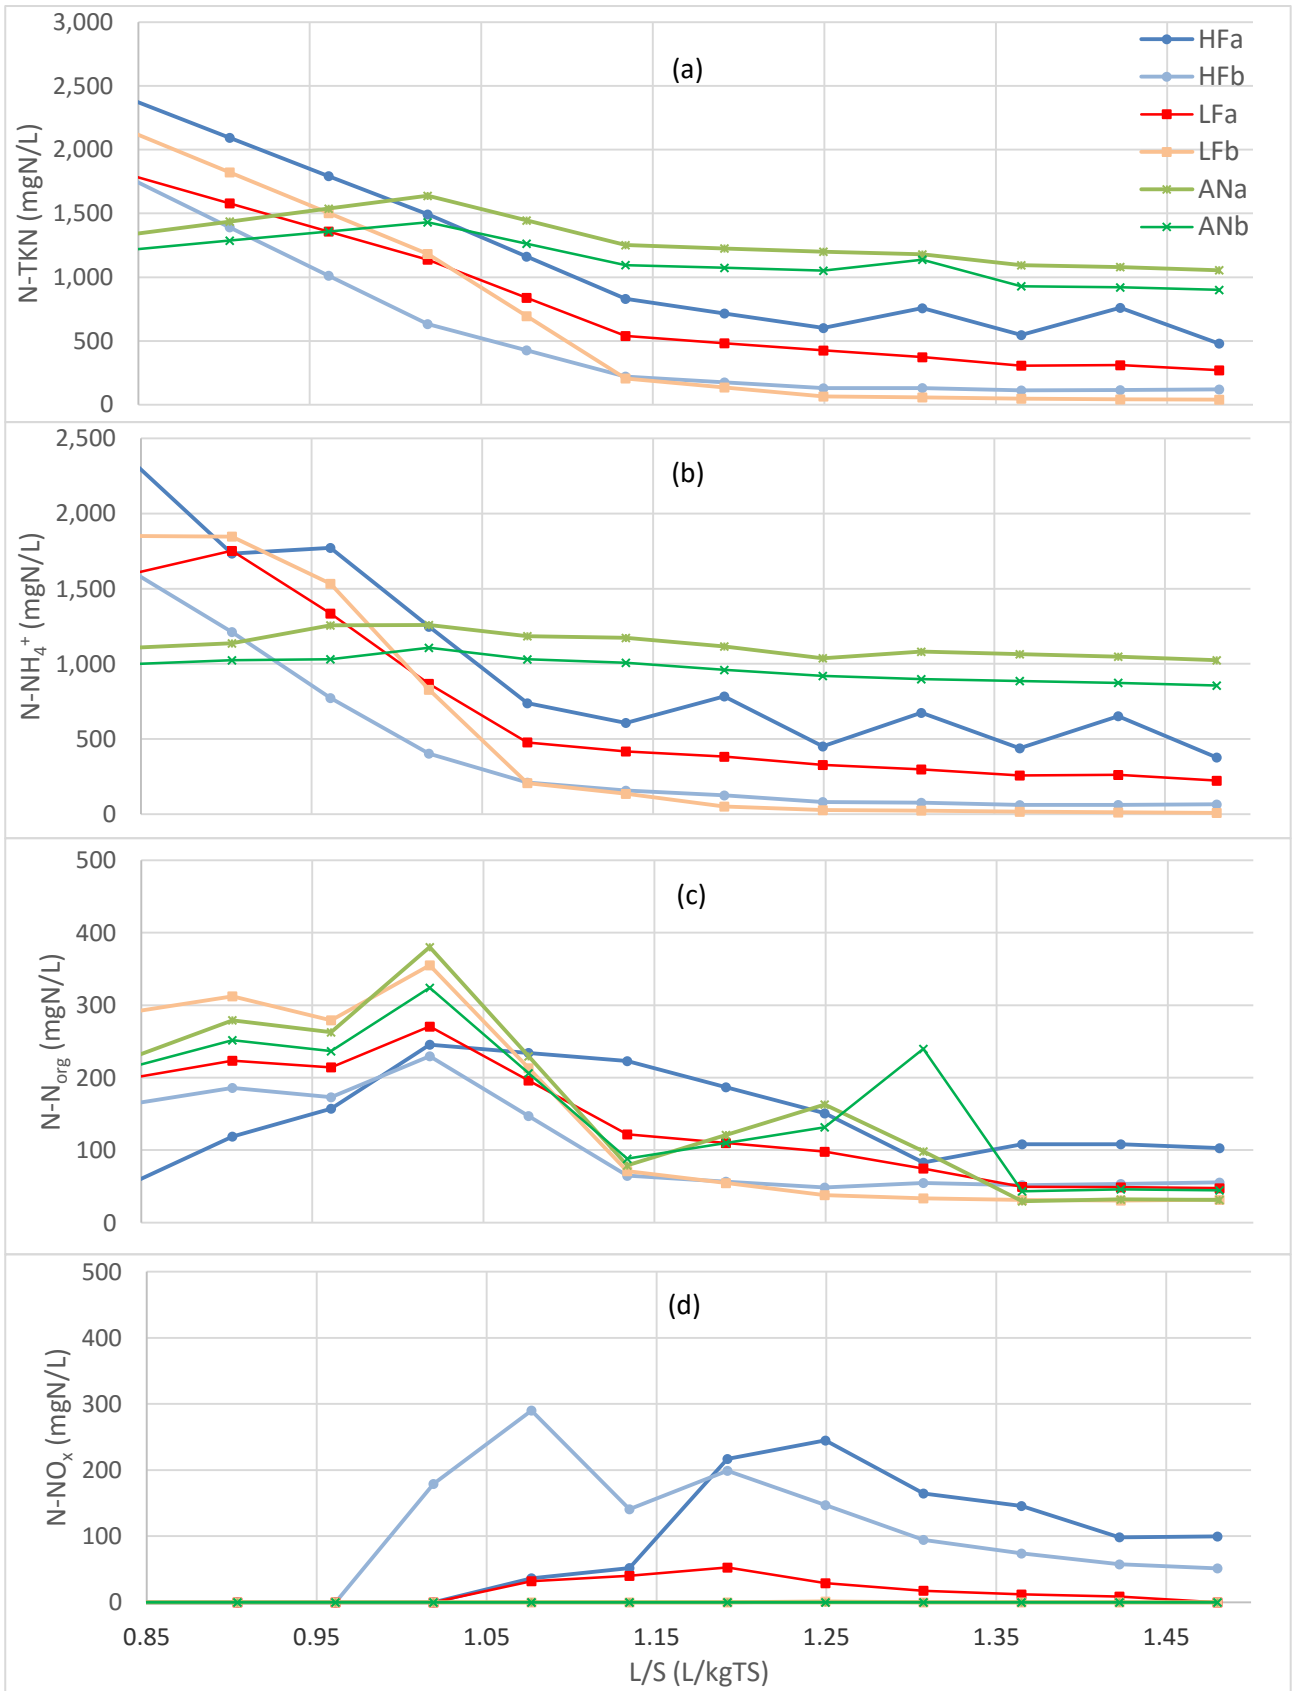 (a)
N-TKN (mgN/L)
3,000
2,500
2,000
1,500
1,000
500
0
HFa
HFb
LFa
LFb
ANa
ANb
(b)
N-NH₄⁺ (mgN/L)
2,500
2,000
1,500
1,000
500
0
(c)
N-Nₒᵣg (mgN/L)
500
400
300
200
100
0
(d)
N-NOₓ (mgN/L)
500
400
300
200
100
0
0.85 0.95 1.05 1.15 1.25 1.35 1.45
L/S (L/kgTS)